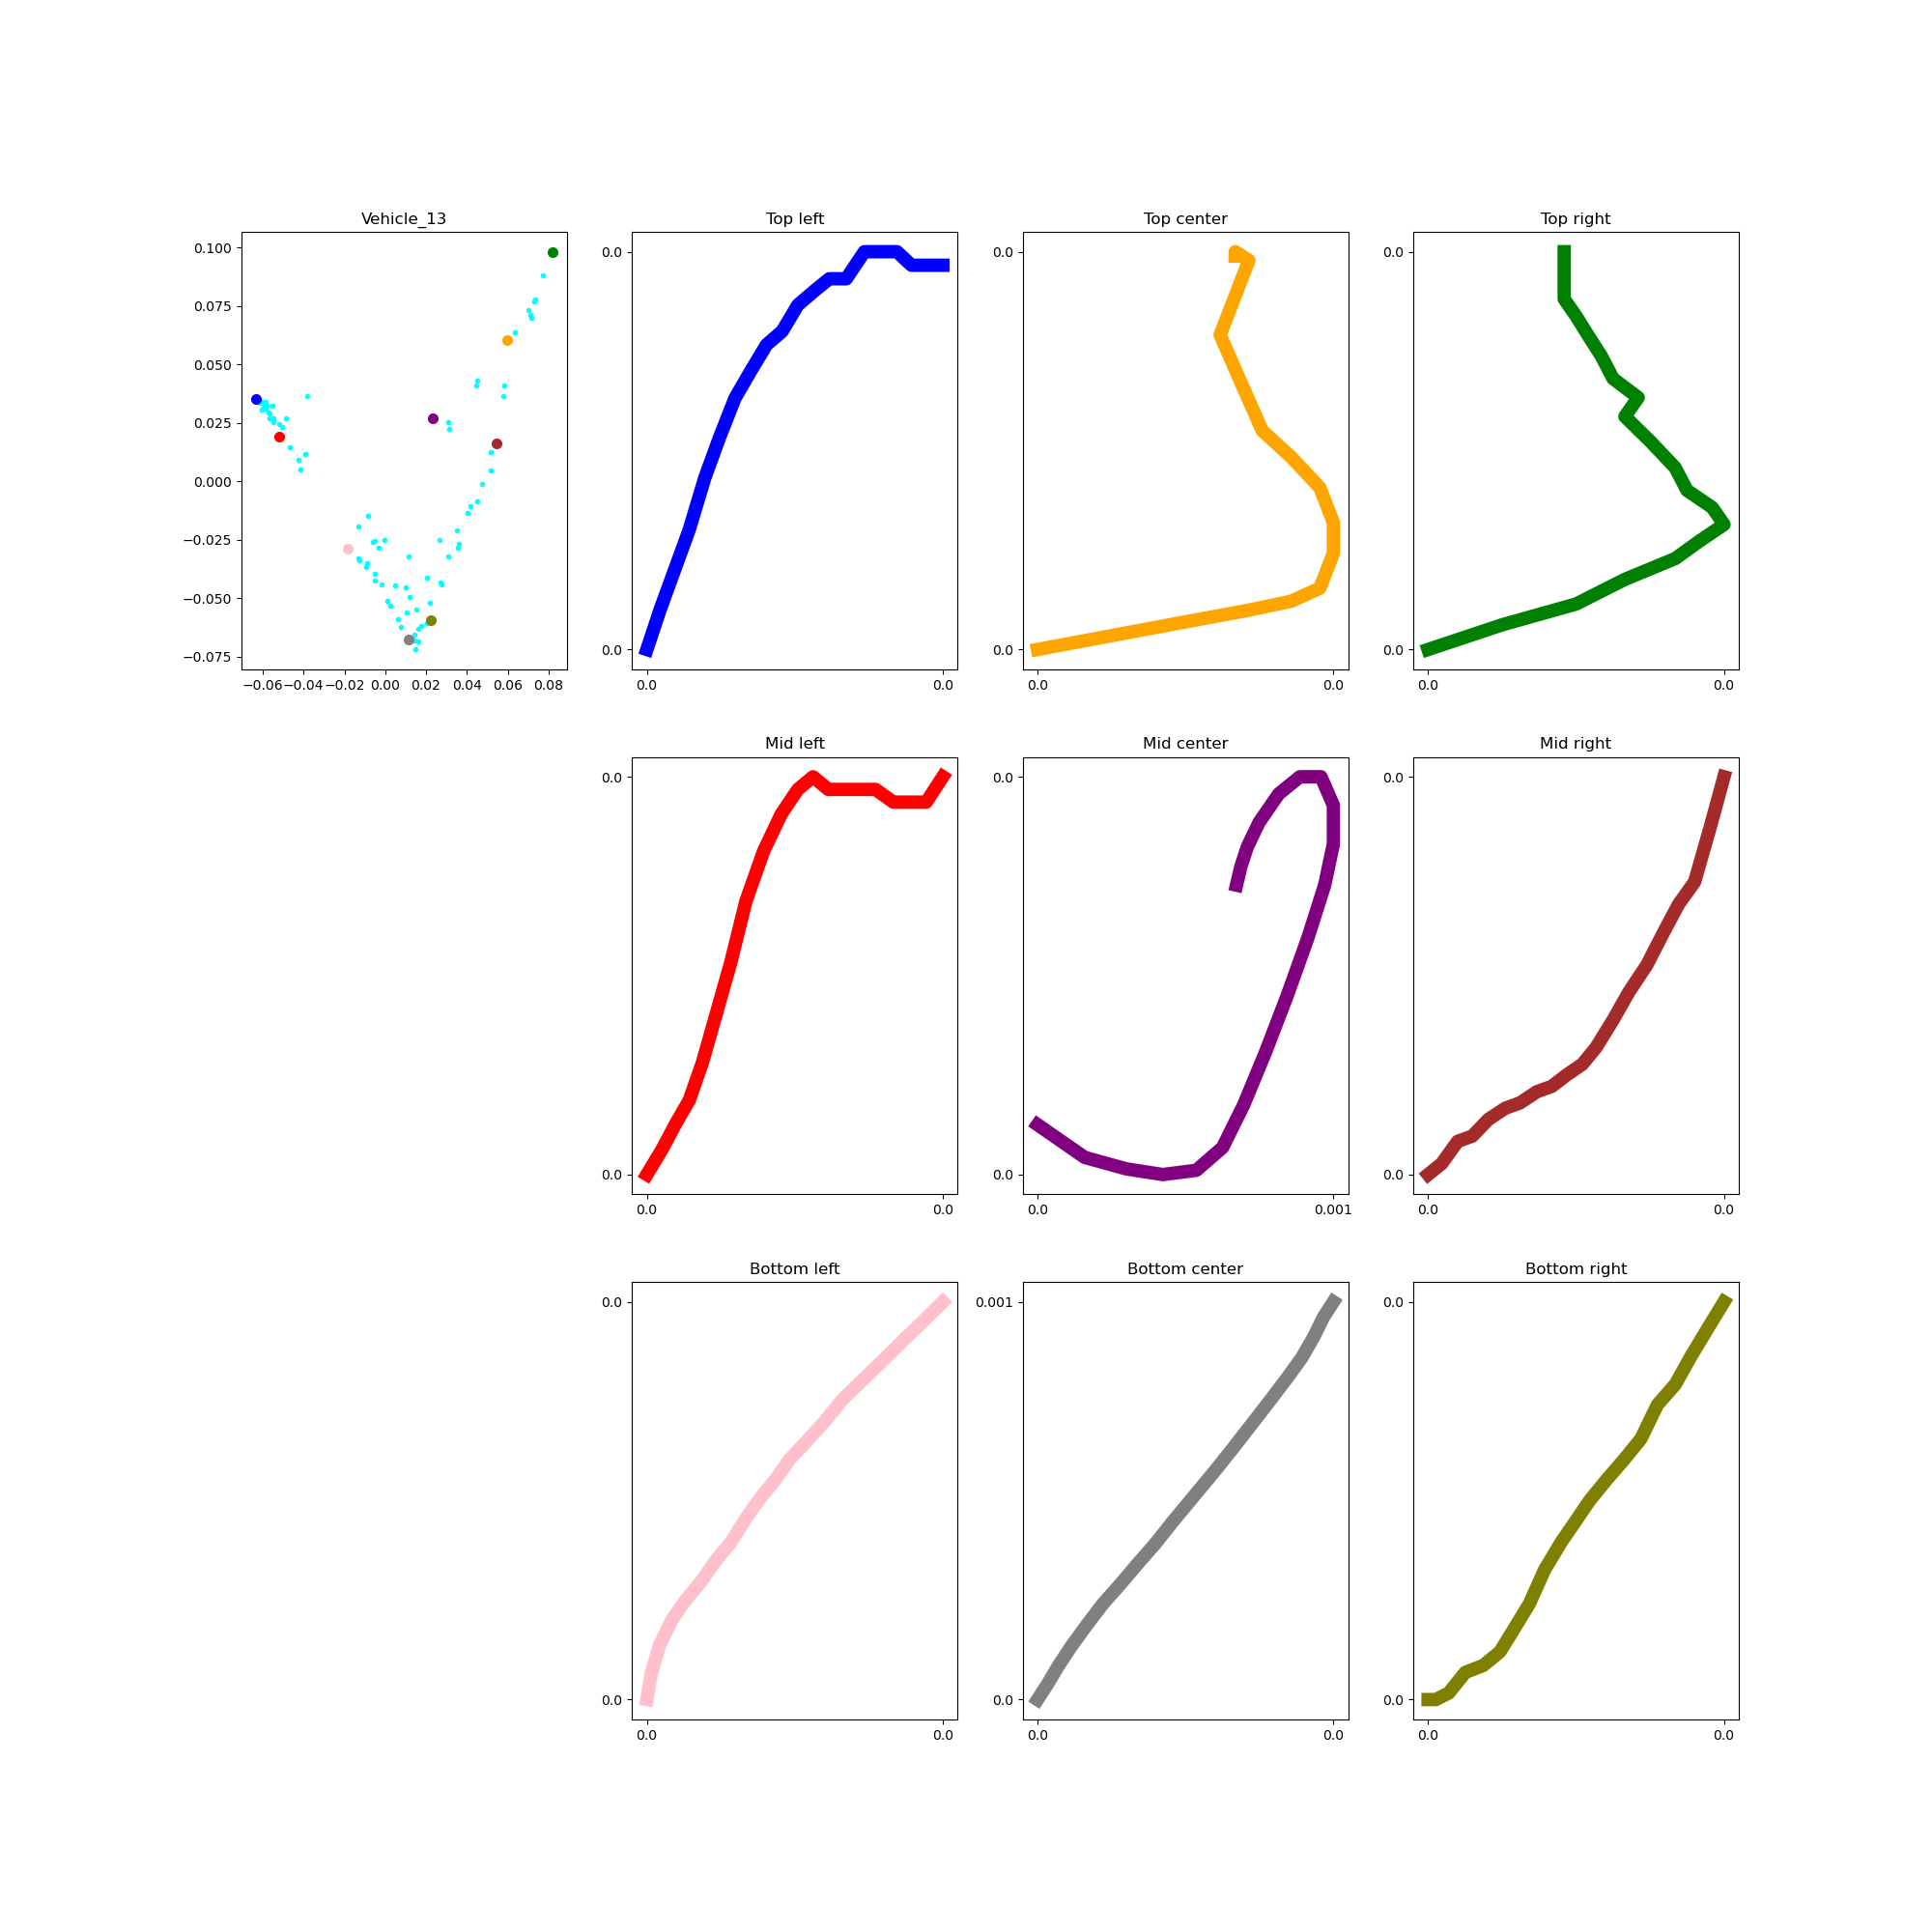 Vehicle_13 Top left Top center Top right
0.100 0.0 0.0 0.0
0.075
0.050
0.025
0.000
−0.025
−0.050
−0.075 0.0 0.0 0.0
−0.06 −0.04 −0.02 0.00 0.02 0.04 0.06 0.08 0.0 0.0 0.0 0.0 0.0 0.0
Mid left Mid center Mid right
0.0 0.0 0.0
0.0 0.0 0.0
0.0 0.0 0.0 0.001 0.0 0.0
Bottom left Bottom center Bottom right
0.0 0.001 0.0
0.0 0.0 0.0
0.0 0.0 0.0 0.0 0.0 0.0